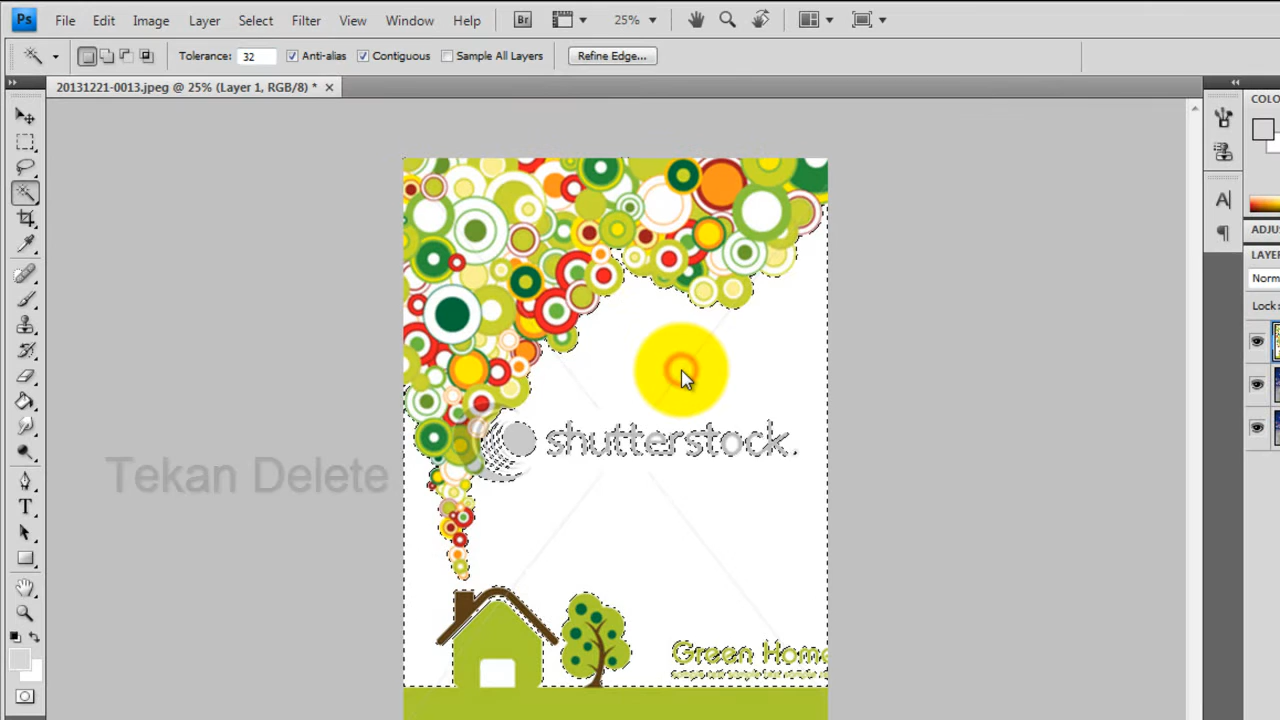 Ps File Edit Image Layer Select Filter View Window Help Br 25%
Tolerance: 32 Anti-alias Contiguous Sample All Layers Refine Edge...
20131221-0013.jpeg @ 25% (Layer 1, RGB/8) *
COLO
ADJUS
LAYER
Norm
Lock:
shutterstock.
Tekan Delete
Green Home